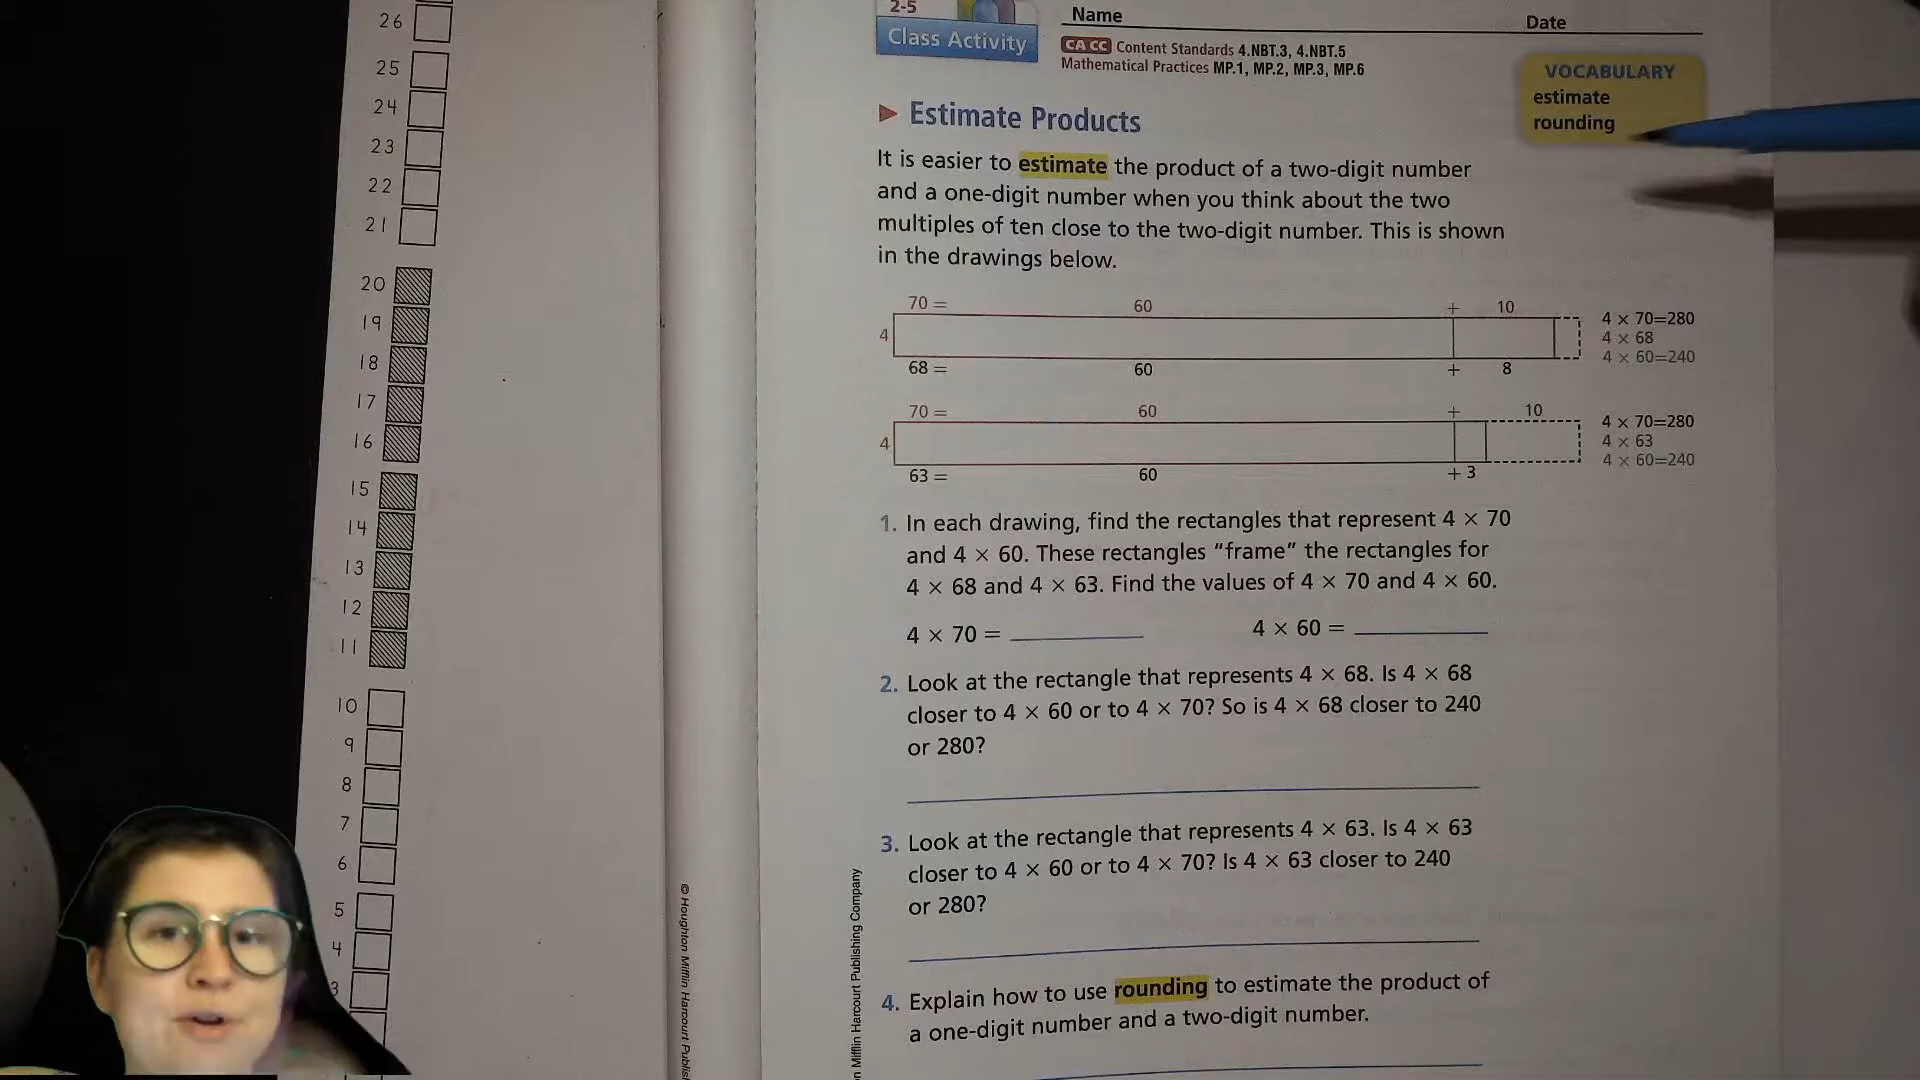 26
25
24
23
22
21
20
19
18
17
16
15
14
13
12
11
10
9
8
7
6
5
4
3
© Houghton Mifflin Harcourt Publis
2-5
Class Activity
Name
Date
CA CC Content Standards 4.NBT.3, 4.NBT.5
Mathematical Practices MP.1, MP.2, MP.3, MP.6
VOCABULARY
estimate
rounding
► Estimate Products
It is easier to estimate the product of a two-digit number
and a one-digit number when you think about the two
multiples of ten close to the two-digit number. This is shown
in the drawings below.
70 = 60 + 10
4
68 = 60 + 8
4 × 70=280
4 × 68
4 × 60=240
70 = 60 + 10
4
63 = 60 + 3
4 × 70=280
4 × 63
4 × 60=240
1. In each drawing, find the rectangles that represent 4 × 70
and 4 × 60. These rectangles “frame” the rectangles for
4 × 68 and 4 × 63. Find the values of 4 × 70 and 4 × 60.
4 × 70 = 4 × 60 =
2. Look at the rectangle that represents 4 × 68. Is 4 × 68
closer to 4 × 60 or to 4 × 70? So is 4 × 68 closer to 240
or 280?
3. Look at the rectangle that represents 4 × 63. Is 4 × 63
closer to 4 × 60 or to 4 × 70? Is 4 × 63 closer to 240
or 280?
4. Explain how to use rounding to estimate the product of
a one-digit number and a two-digit number.
n Mifflin Harcourt Publishing Company